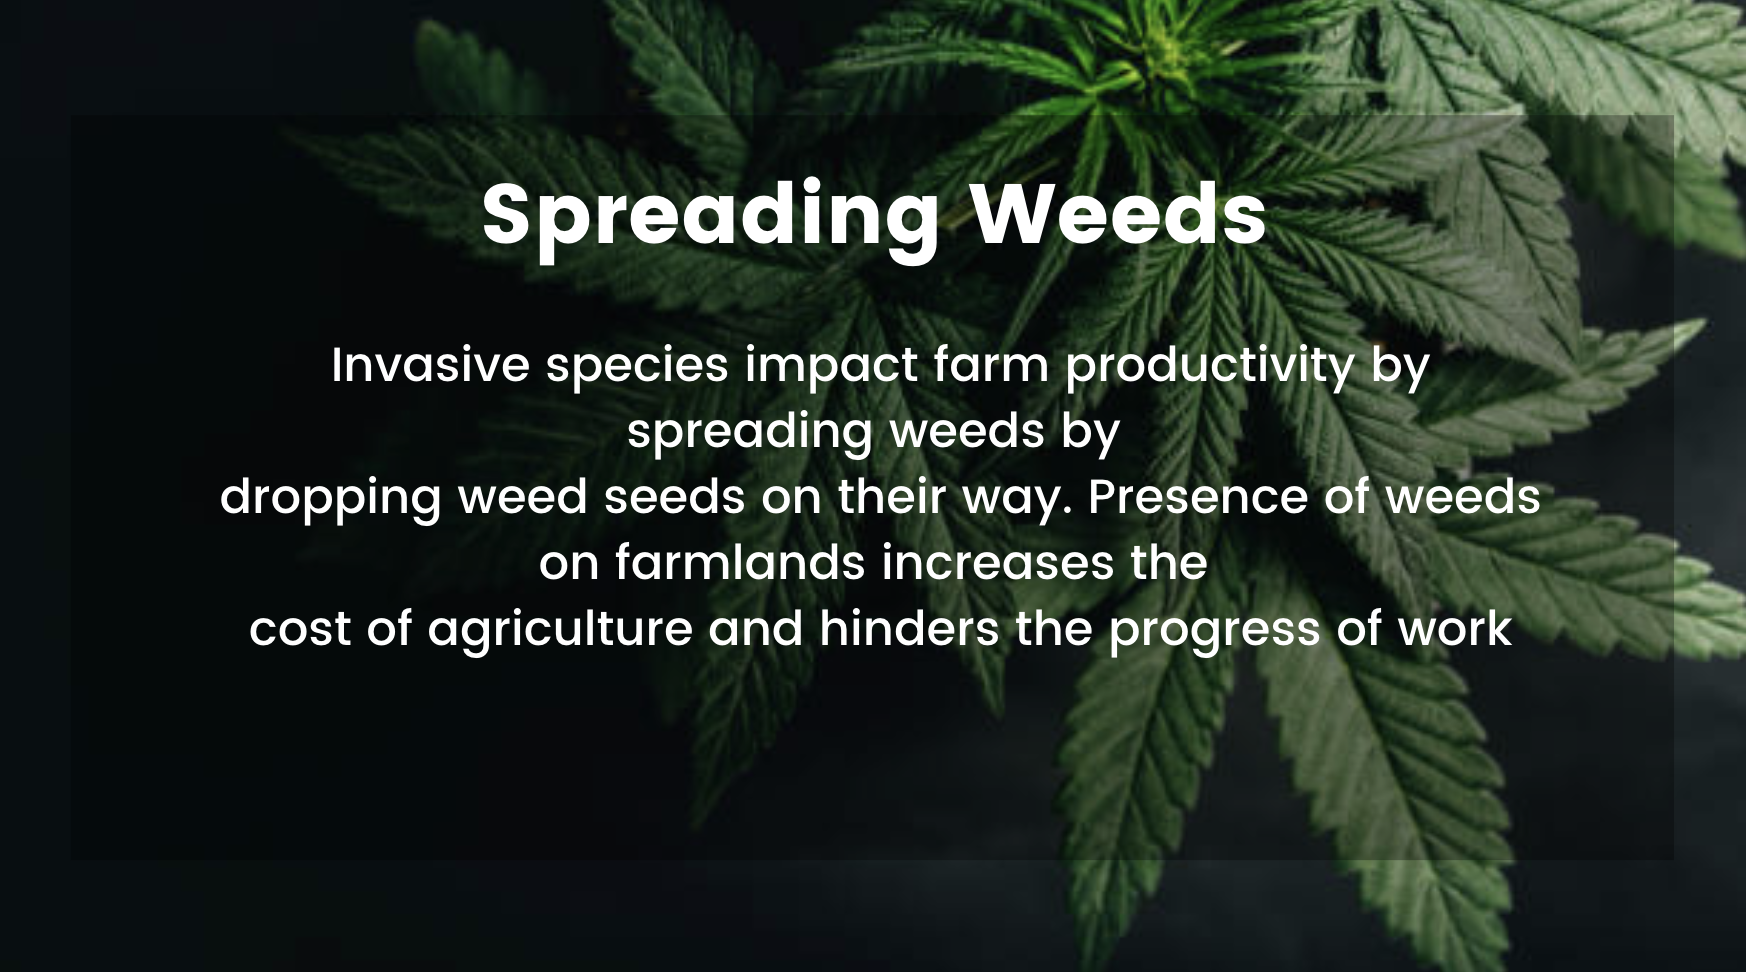 Spreading Weeds
Invasive species impact farm productivity by
spreading weeds by
dropping weed seeds on their way. Presence of weeds
on farmlands increases the
cost of agriculture and hinders the progress of work